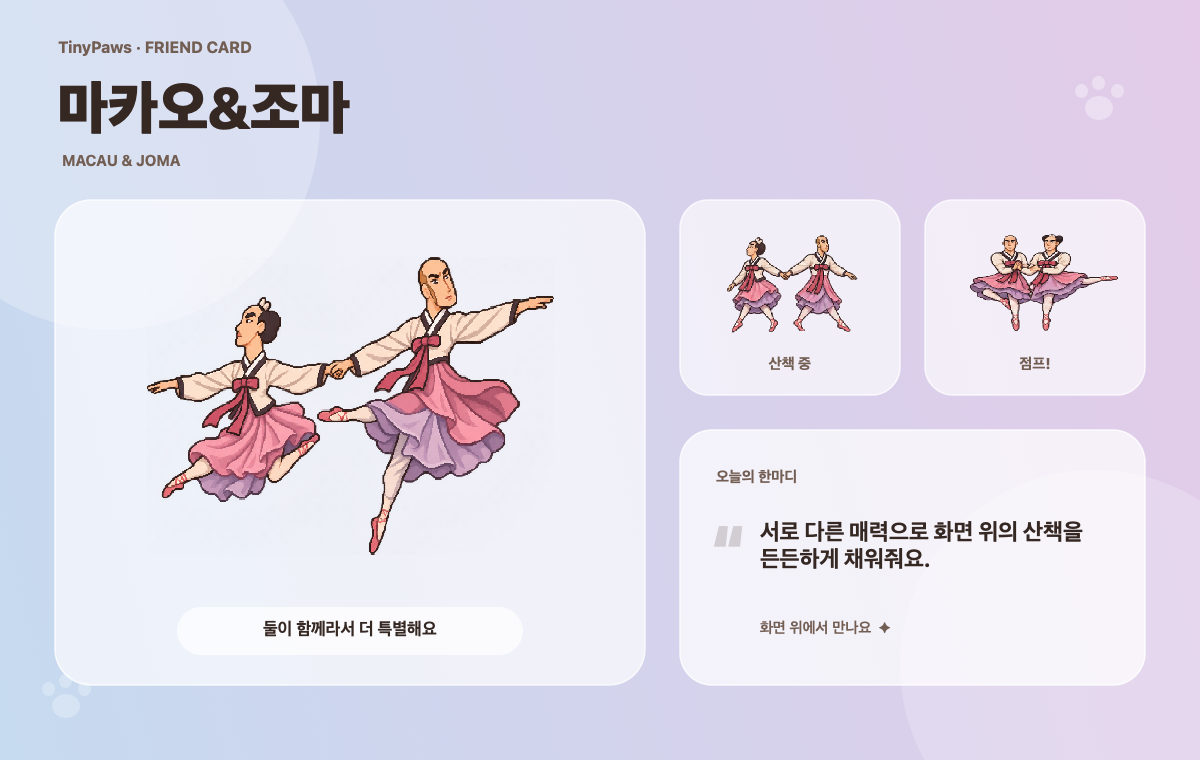 TinyPaws · FRIEND CARD
마카오&조마
MACAU & JOMA
둘이 함께라서 더 특별해요
산책 중
점프!
오늘의 한마디
서로 다른 매력으로 화면 위의 산책을
든든하게 채워줘요.
화면 위에서 만나요 ✦